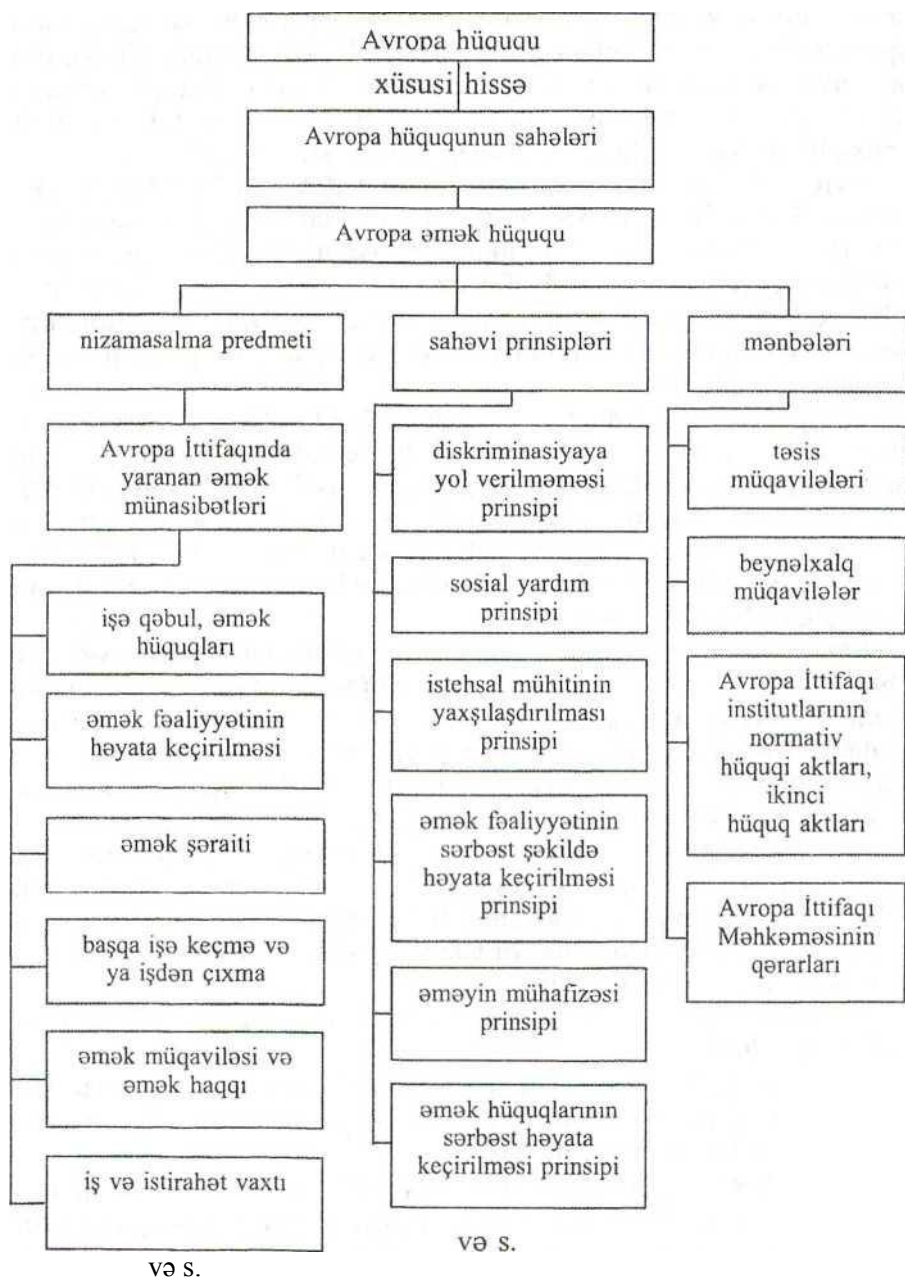 Avropa hüququ
xüsusi hissə
Avropa hüququnun sahələri
Avropa əmək hüququ
nizamasalma predmeti
Avropa İttifaqında
yaranan əmək
münasibətləri
işə qəbul, əmək
hüquqları
əmək fəaliyyətinin
həyata keçirilməsi
əmək şəraiti
başqa işə keçmə və
ya işdən çıxma
əmək müqaviləsi və
əmək haqqı
iş və istirahət vaxtı
və s.
sahəvi prinsipləri
diskriminasiyaya
yol verilməməsi
prinsipi
sosial yardım
prinsipi
istehsal mühitinin
yaxşılaşdırılması
prinsipi
əmək fəaliyyətinin
sərbəst şəkildə
həyata keçirilməsi
prinsipi
əməyin mühafizəsi
prinsipi
əmək hüquqlarının
sərbəst həyata
keçirilməsi prinsipi
və s.
mənbələri
təsis
müqavilələri
beynəlxalq
müqavilələr
Avropa İttifaqı
institutlarının
normativ
hüquqi aktları,
ikinci
hüquq aktları
Avropa İttifaqı
Məhkəməsinin
qərarları